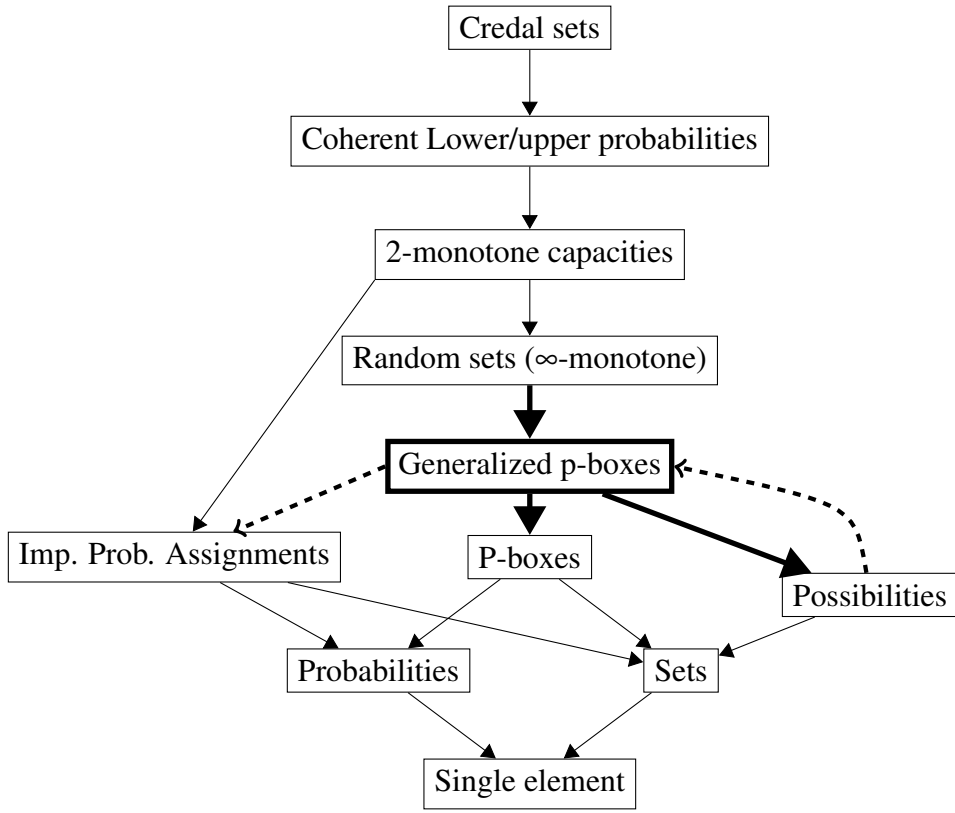 Credal sets
Coherent Lower/upper probabilities
2-monotone capacities
Random sets (∞-monotone)
Generalized p-boxes
Imp. Prob. Assignments
P-boxes
Possibilities
Probabilities
Sets
Single element